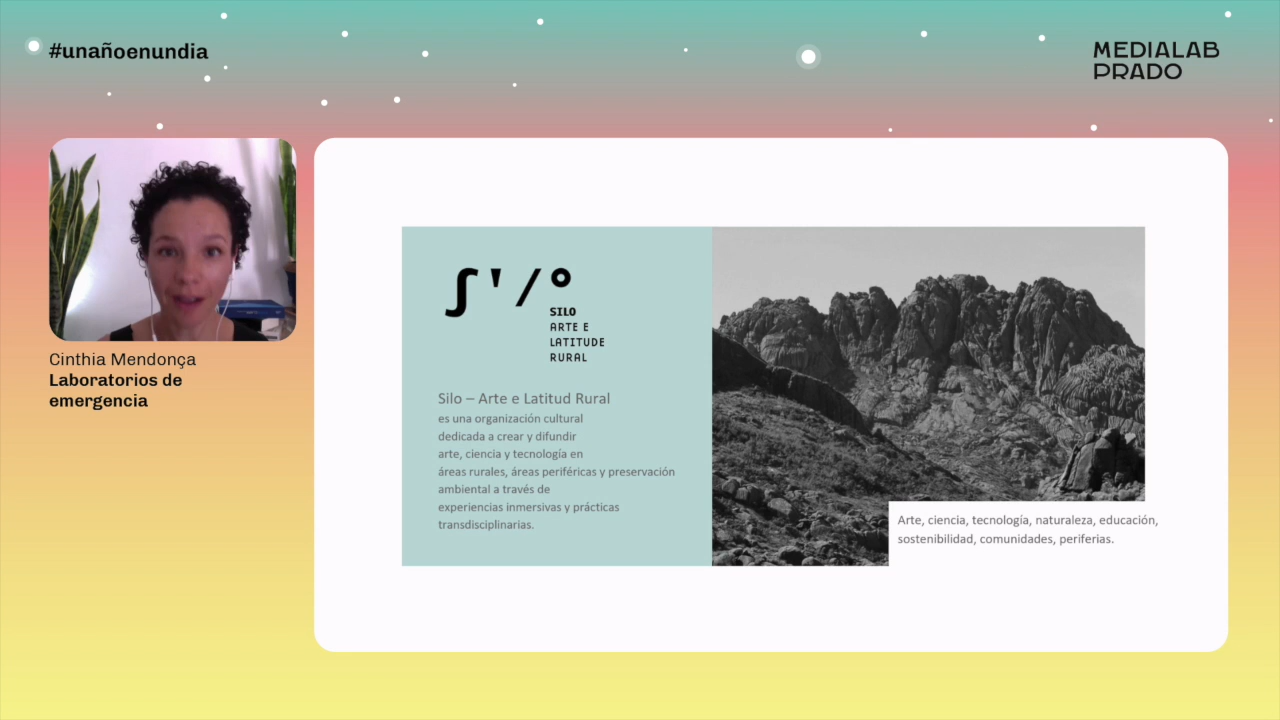 #unañoenundia
MEDIALAB
PRADO
Cinthia Mendonça
Laboratorios de
emergencia
S'/°
SILO
ARTE E
LATITUDE
RURAL
Silo – Arte e Latitud Rural
es una organización cultural
dedicada a crear y difundir
arte, ciencia y tecnología en
áreas rurales, áreas periféricas y preservación
ambiental a través de
experiencias inmersivas y prácticas
transdisciplinarias.
Arte, ciencia, tecnología, naturaleza, educación,
sostenibilidad, comunidades, periferias.